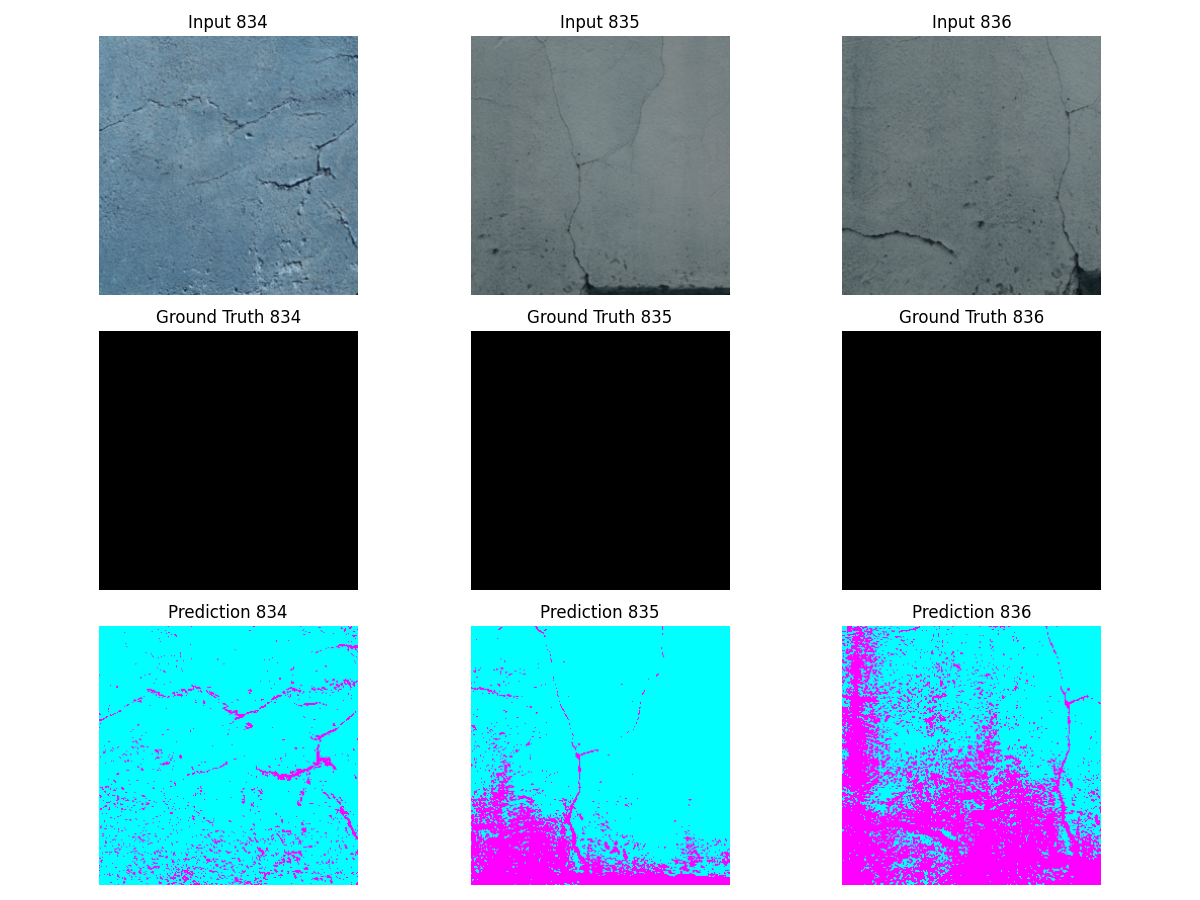 Input 834
Input 835
Input 836
Ground Truth 834
Ground Truth 835
Ground Truth 836
Prediction 834
Prediction 835
Prediction 836